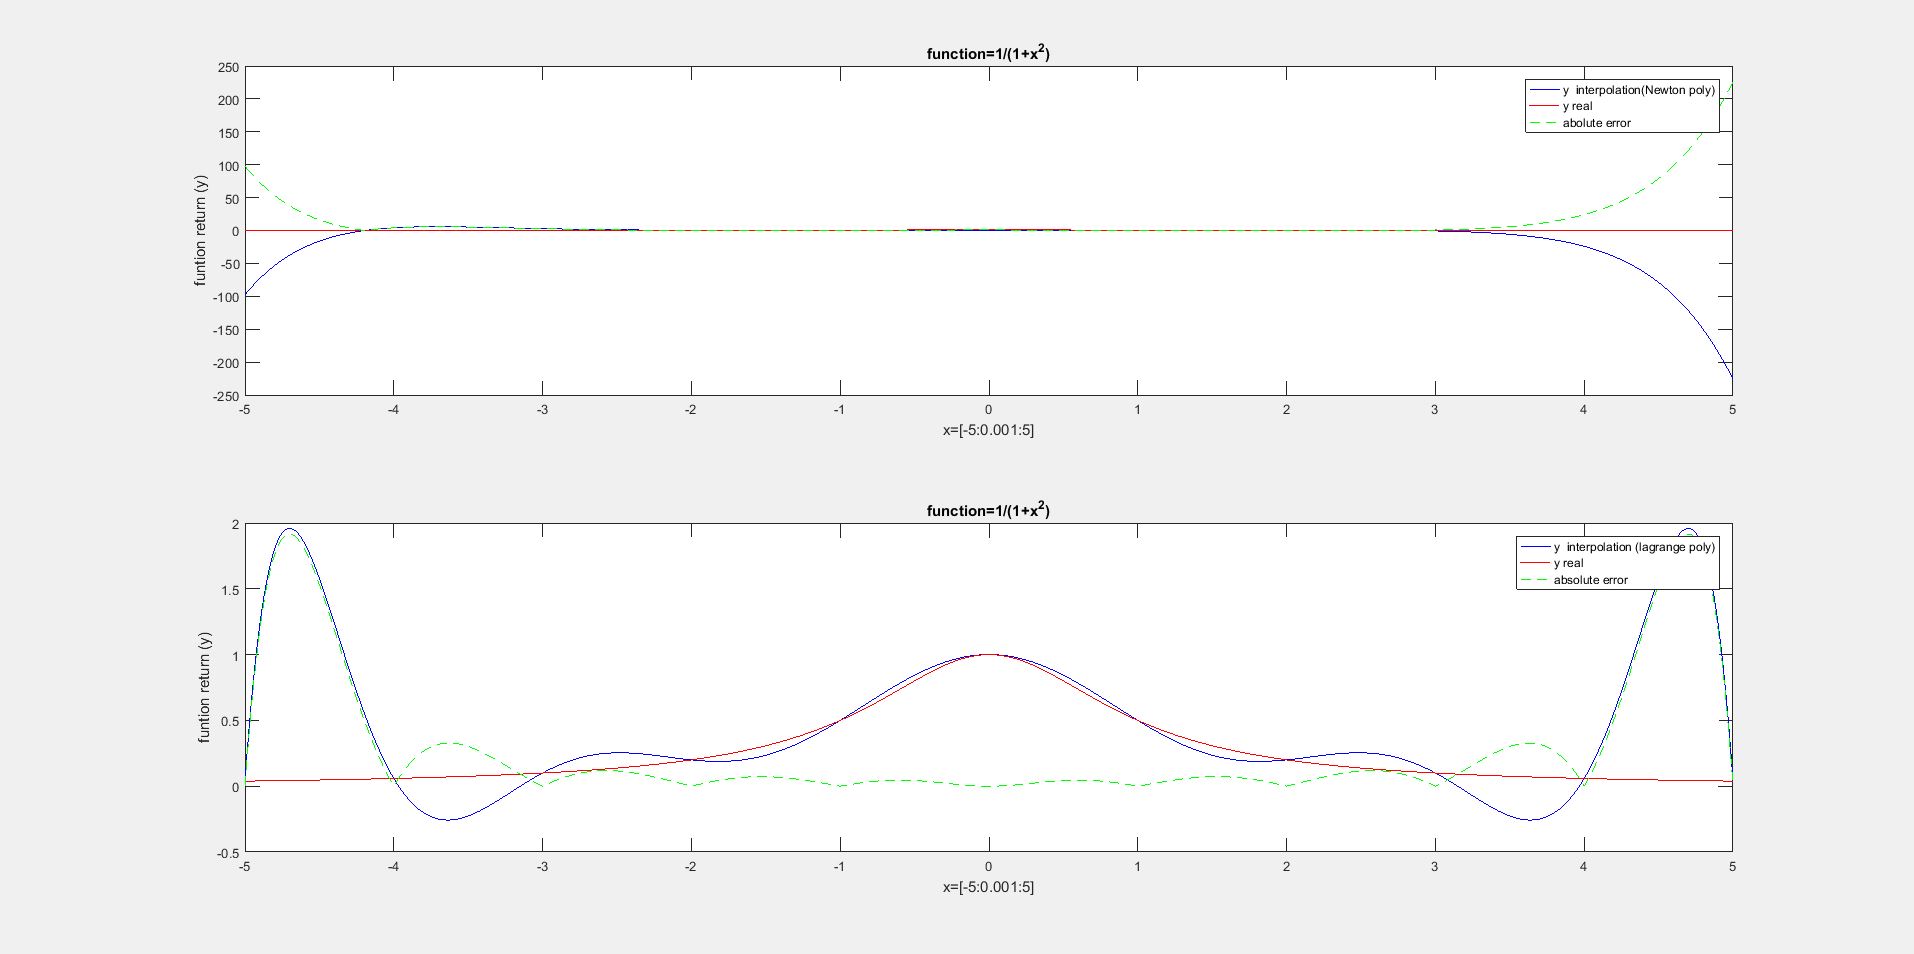 function=1/(1+x²)
250
200
150
100
50
0
-50
-100
-150
-200
-250
funtion return (y)
y  interpolation(Newton poly)
y real
abolute error
-5 -4 -3 -2 -1 0 1 2 3 4 5
x=[-5:0.001:5]
function=1/(1+x²)
2
1.5
1
0.5
0
-0.5
funtion return (y)
y  interpolation (lagrange poly)
y real
absolute error
-5 -4 -3 -2 -1 0 1 2 3 4 5
x=[-5:0.001:5]